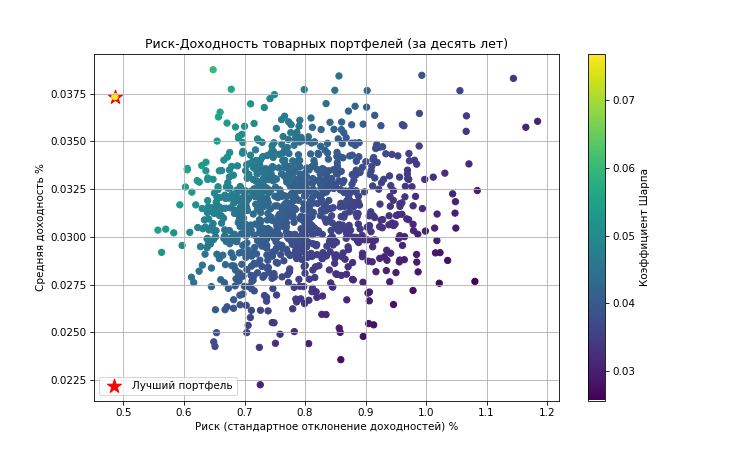 Риск-Доходность товарных портфелей (за десять лет)
Средняя доходность %
0.0375
0.0350
0.0325
0.0300
0.0275
0.0250
0.0225
Лучший портфель
0.5 0.6 0.7 0.8 0.9 1.0 1.1 1.2
Риск (стандартное отклонение доходностей) %
0.07
0.06
0.05
0.04
0.03
Коэффициент Шарпа